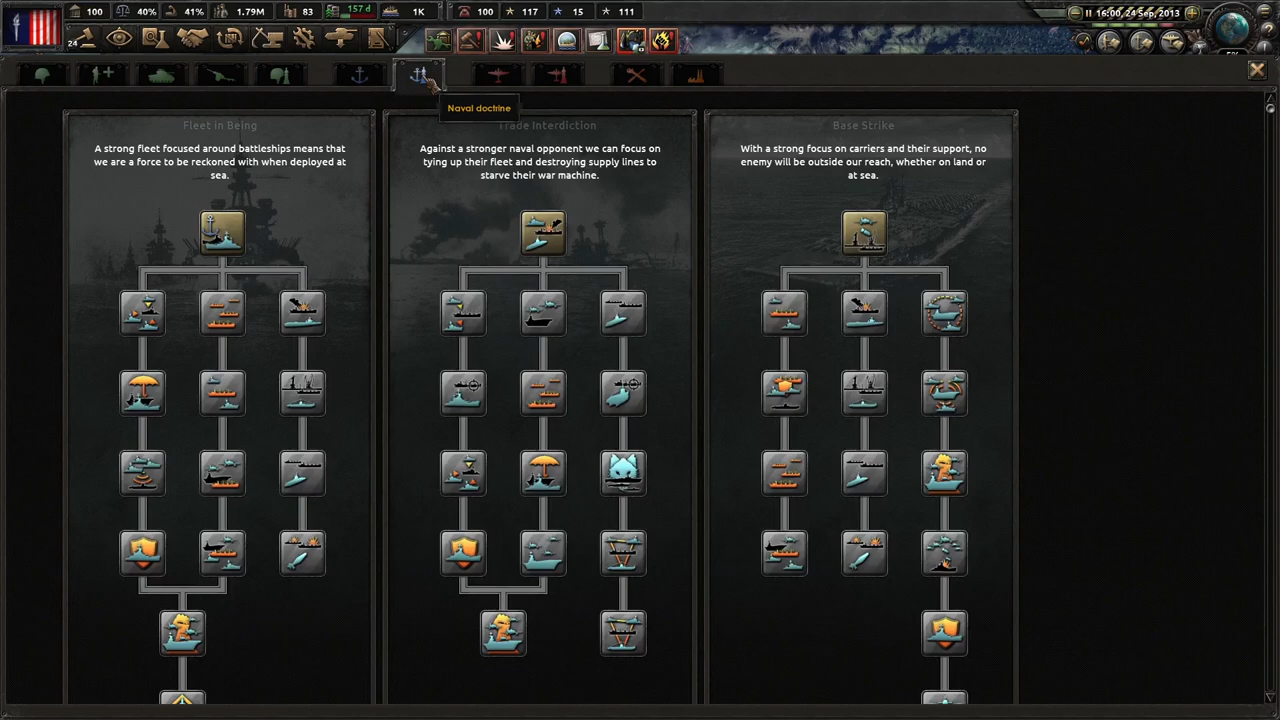 100 40% 41% 1.79M 83 157 d 1K 100 117 15 111 16:00, 24 Sep, 2013
24
Naval doctrine
Fleet in Being
A strong fleet focused around battleships means that
we are a force to be reckoned with when deployed at
sea.
Trade Interdiction
Against a stronger naval opponent we can focus on
tying up their fleet and destroying supply lines to
starve their war machine.
Base Strike
With a strong focus on carriers and their support, no
enemy will be outside our reach, whether on land or
at sea.